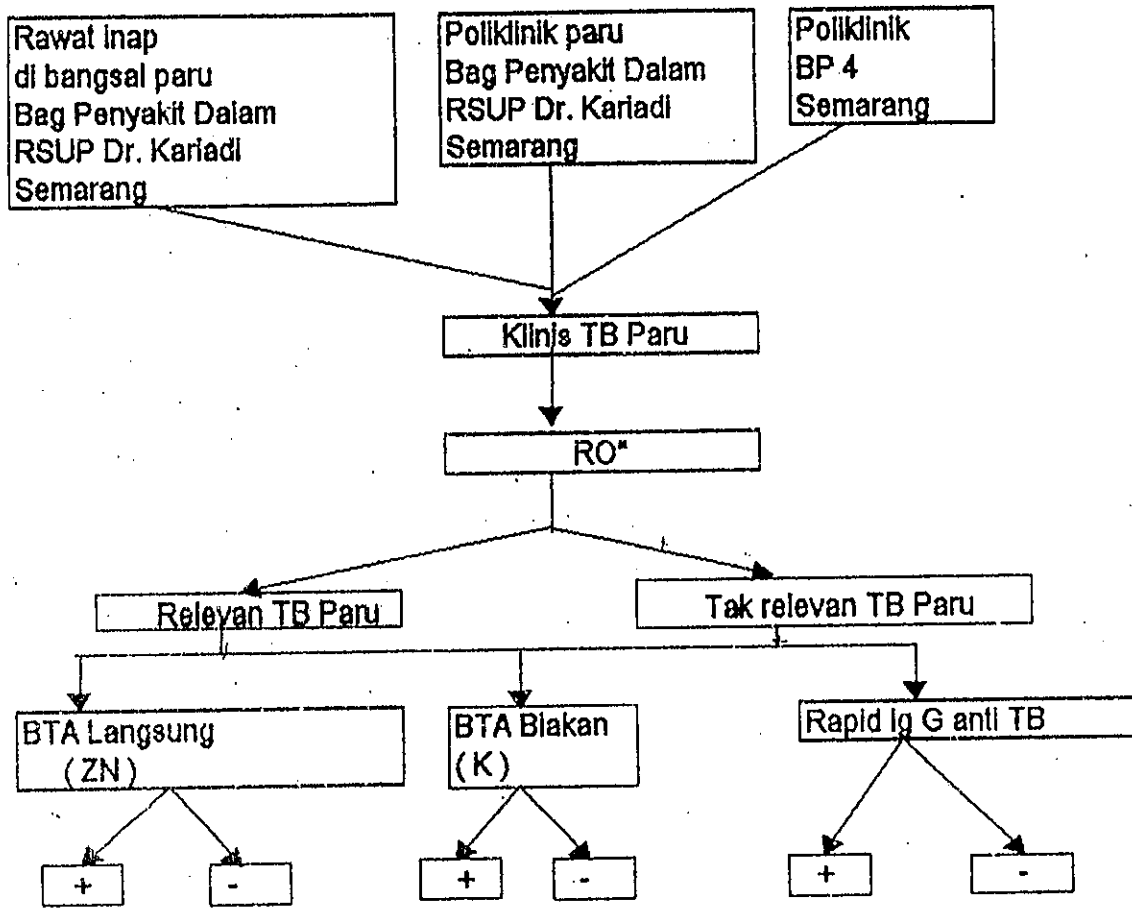 Rawat inap
di bangsal paru
Bag Penyakit Dalam
RSUP Dr. Kariadi
Semarang
Poliklinik paru
Bag Penyakit Dalam
RSUP Dr. Kariadi
Semarang
Poliklinik
BP 4
Semarang
Klinis TB Paru
RO*
Relevan TB Paru
Tak relevan TB Paru
BTA Langsung
( ZN )
BTA Biakan
( K )
Rapid Ig G anti TB
+
-
+
-
+
-